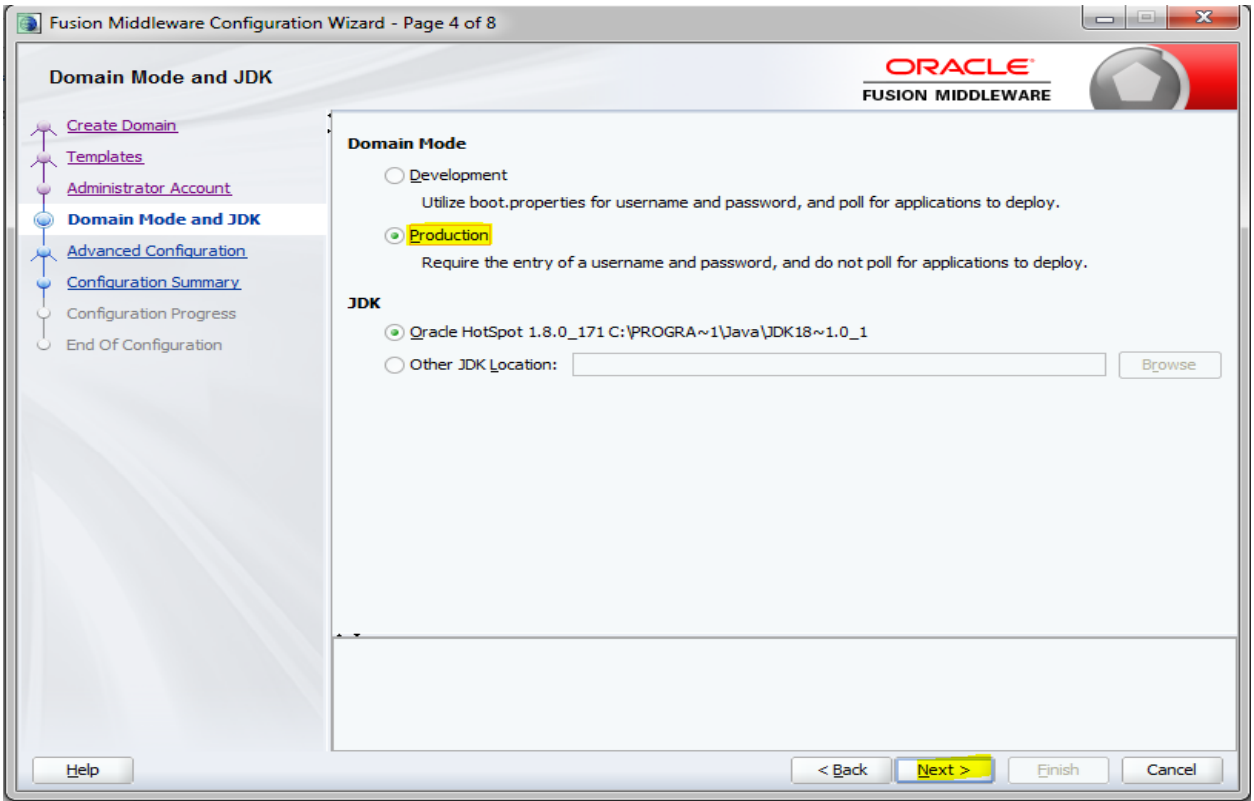 Fusion Middleware Configuration Wizard - Page 4 of 8
Domain Mode and JDK
ORACLE
FUSION MIDDLEWARE
Create Domain
Templates
Administrator Account
Domain Mode and JDK
Advanced Configuration
Configuration Summary
Configuration Progress
End Of Configuration
Domain Mode
Development
Utilize boot.properties for username and password, and poll for applications to deploy.
Production
Require the entry of a username and password, and do not poll for applications to deploy.
JDK
Oracle HotSpot 1.8.0_171 C:\PROGRA~1\Java\JDK18~1.0_1
Other JDK Location:
Browse
Help
< Back
Next >
Finish
Cancel